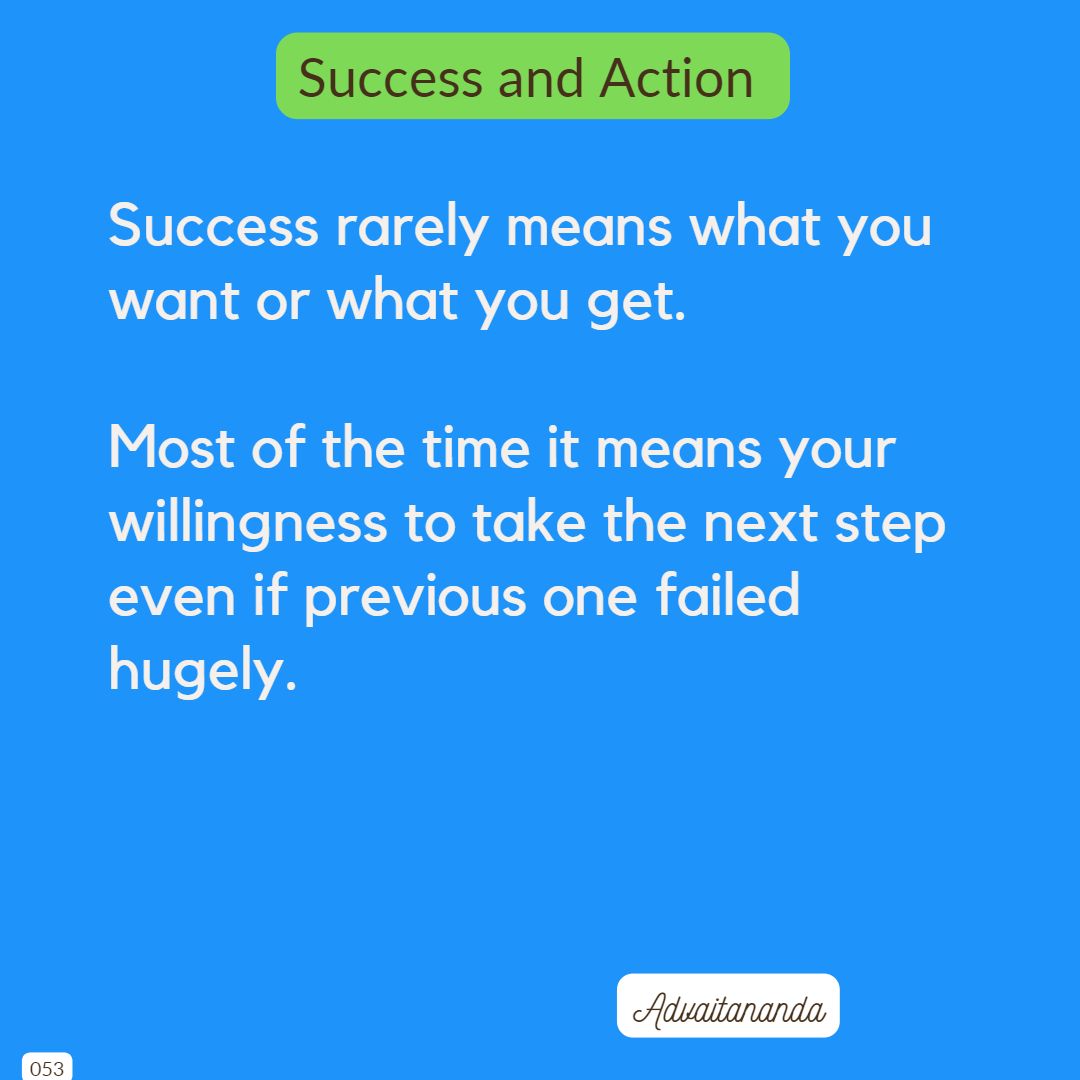 Success and Action
Success rarely means what you
want or what you get.
Most of the time it means your
willingness to take the next step
even if previous one failed
hugely.
Advaitananda
053